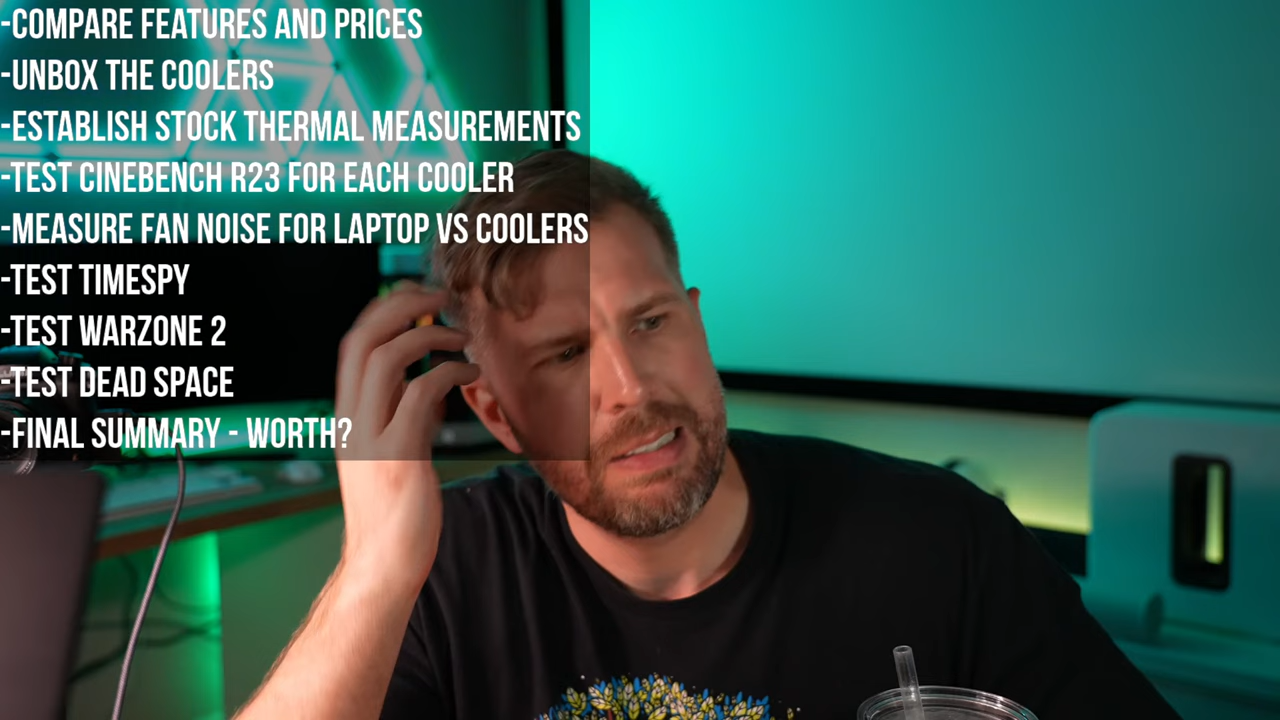 -COMPARE FEATURES AND PRICES
-UNBOX THE COOLERS
-ESTABLISH STOCK THERMAL MEASUREMENTS
-TEST CINEBENCH R23 FOR EACH COOLER
-MEASURE FAN NOISE FOR LAPTOP VS COOLERS
-TEST TIMESPY
-TEST WARZONE 2
-TEST DEAD SPACE
-FINAL SUMMARY - WORTH?